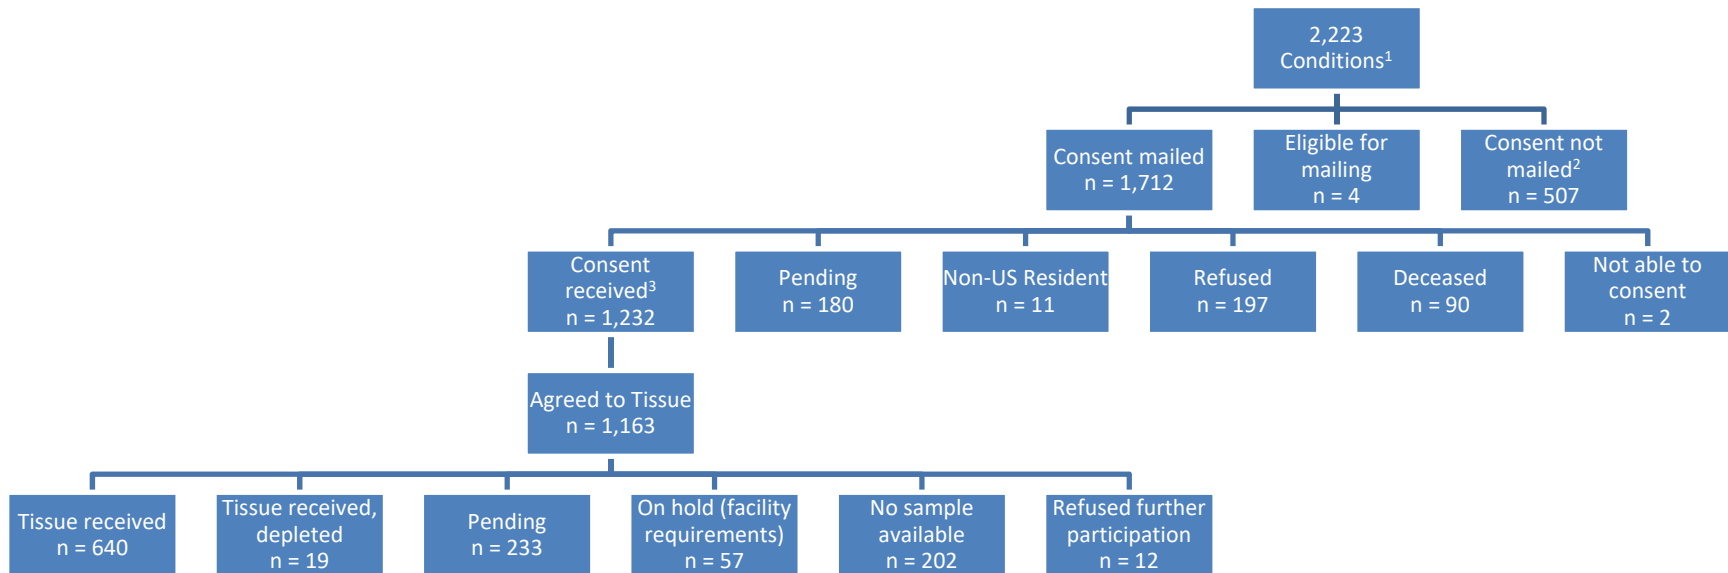 2,223
Conditions¹
Consent mailed
n = 1,712
Eligible for
mailing
n = 4
Consent not
mailed²
n = 507
Consent
received³
n = 1,232
Pending
n = 180
Non-US Resident
n = 11
Refused
n = 197
Deceased
n = 90
Not able to
consent
n = 2
Agreed to Tissue
n = 1,163
Tissue received
n = 640
Tissue received,
depleted
n = 19
Pending
n = 233
On hold (facility
requirements)
n = 57
No sample
available
n = 202
Refused further
participation
n = 12